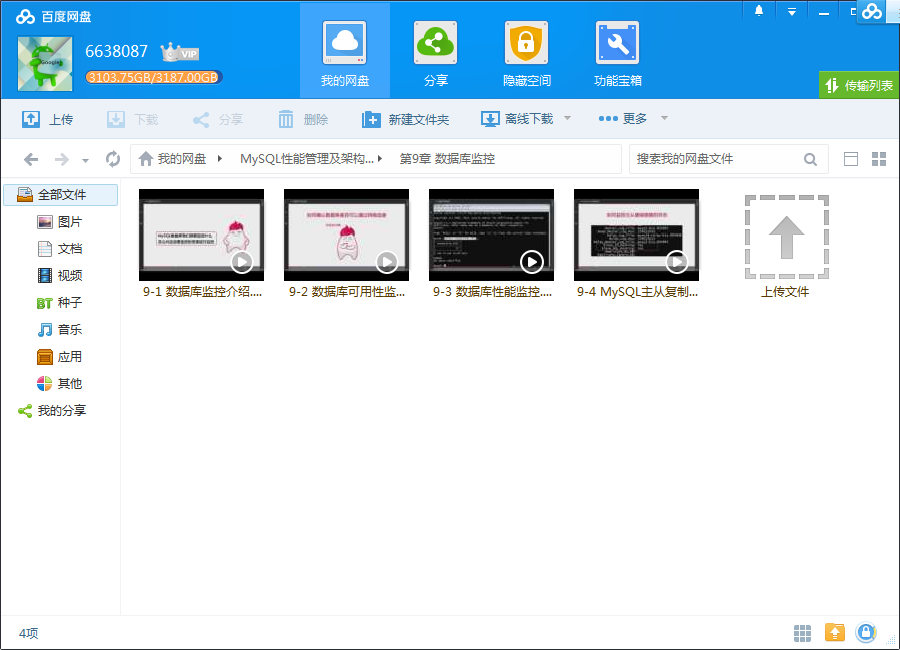 百度网盘
6638087
VIP
3103.75GB/3187.00GB
我的网盘
分享
隐藏空间
功能宝箱
传输列表
上传
下载
分享
删除
新建文件夹
离线下载
更多
我的网盘
MySQL性能管理及架构...
第9章 数据库监控
搜索我的网盘文件
全部文件
图片
文档
视频
BT 种子
音乐
应用
其他
我的分享
9-1 数据库监控介绍....
9-2 数据库可用性监...
9-3 数据库性能监控....
9-4 MySQL主从复制...
上传文件
4项